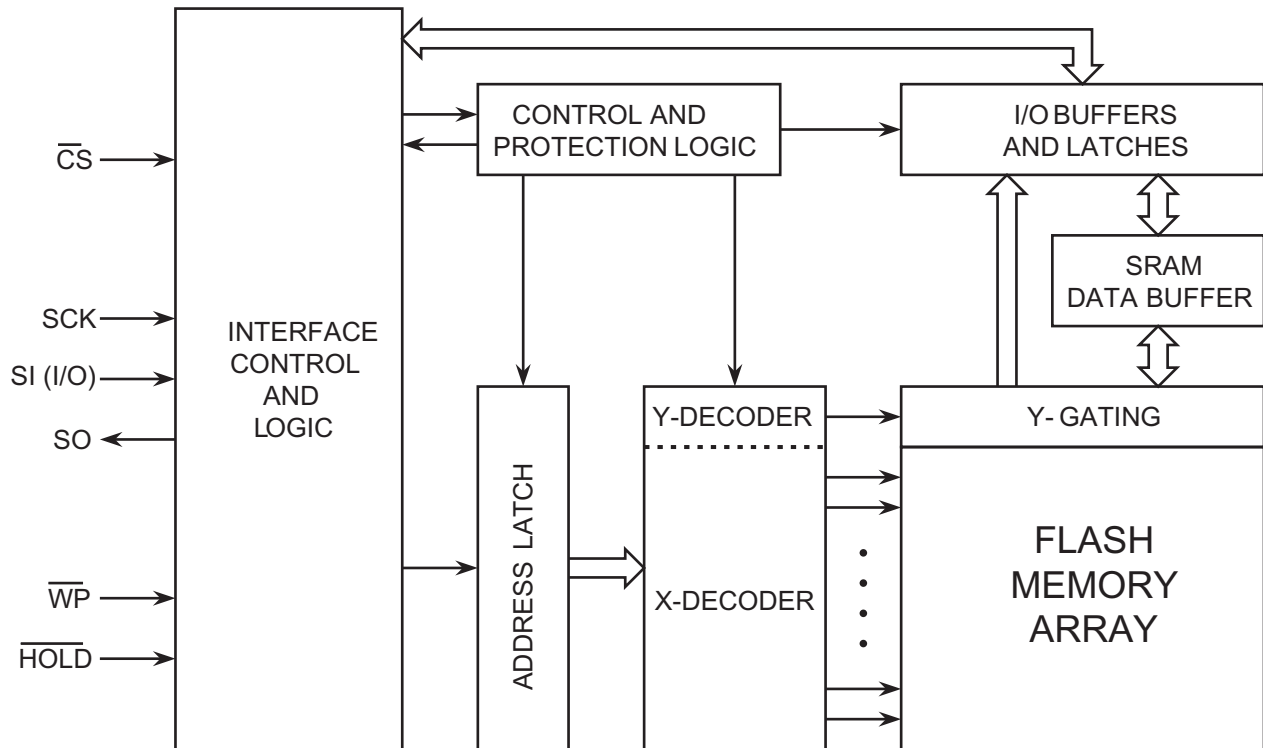 CS
SCK
SI (I/O)
SO
WP
HOLD
INTERFACE
CONTROL
AND
LOGIC
CONTROL AND
PROTECTION LOGIC
I/O BUFFERS
AND LATCHES
SRAM
DATA BUFFER
ADDRESS LATCH
Y-DECODER
X-DECODER
Y- GATING
FLASH
MEMORY
ARRAY